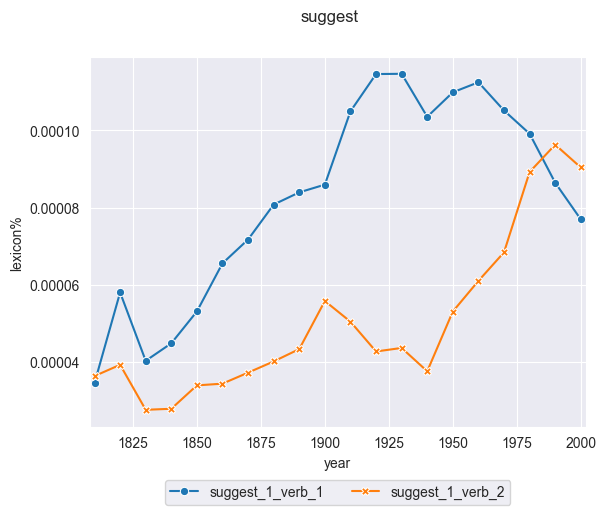 suggest
lexicon%
0.00010
0.00008
0.00006
0.00004
1825 1850 1875 1900 1925 1950 1975 2000
year
suggest_1_verb_1 suggest_1_verb_2